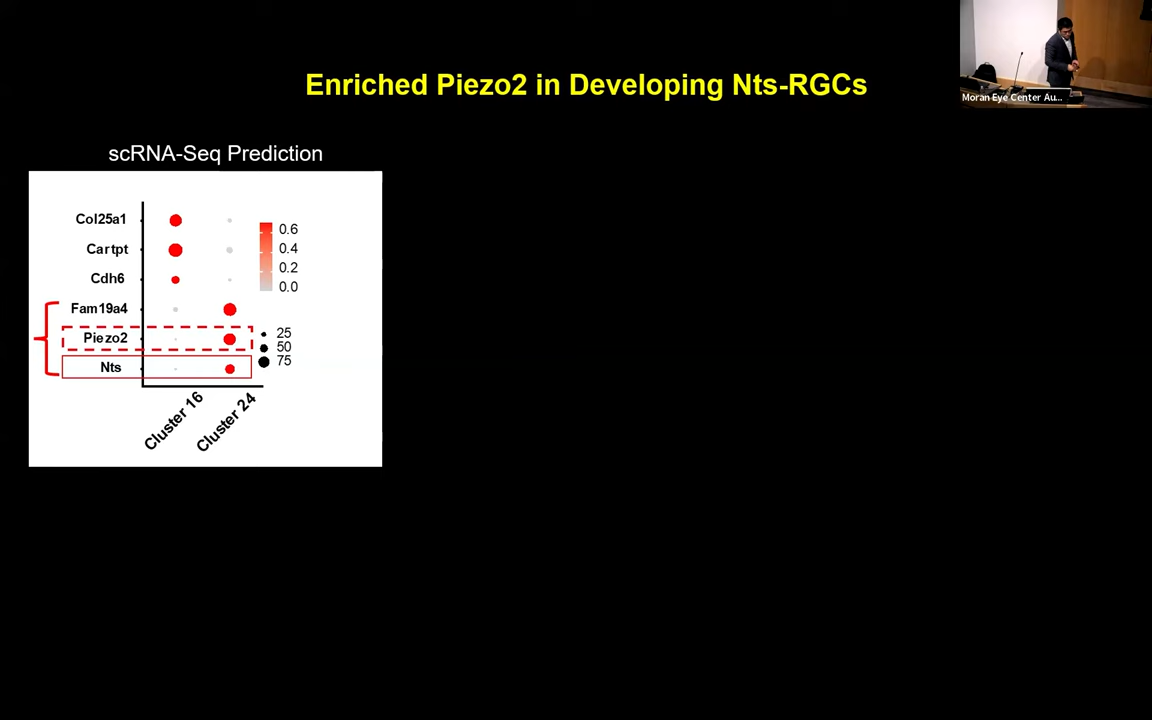 Enriched Piezo2 in Developing Nts-RGCs
Moran Eye Center Au...
scRNA-Seq Prediction
Col25a1
Cartpt
Cdh6
Fam19a4
Piezo2
Nts
0.6
0.4
0.2
0.0
25
50
75
Cluster 16
Cluster 24